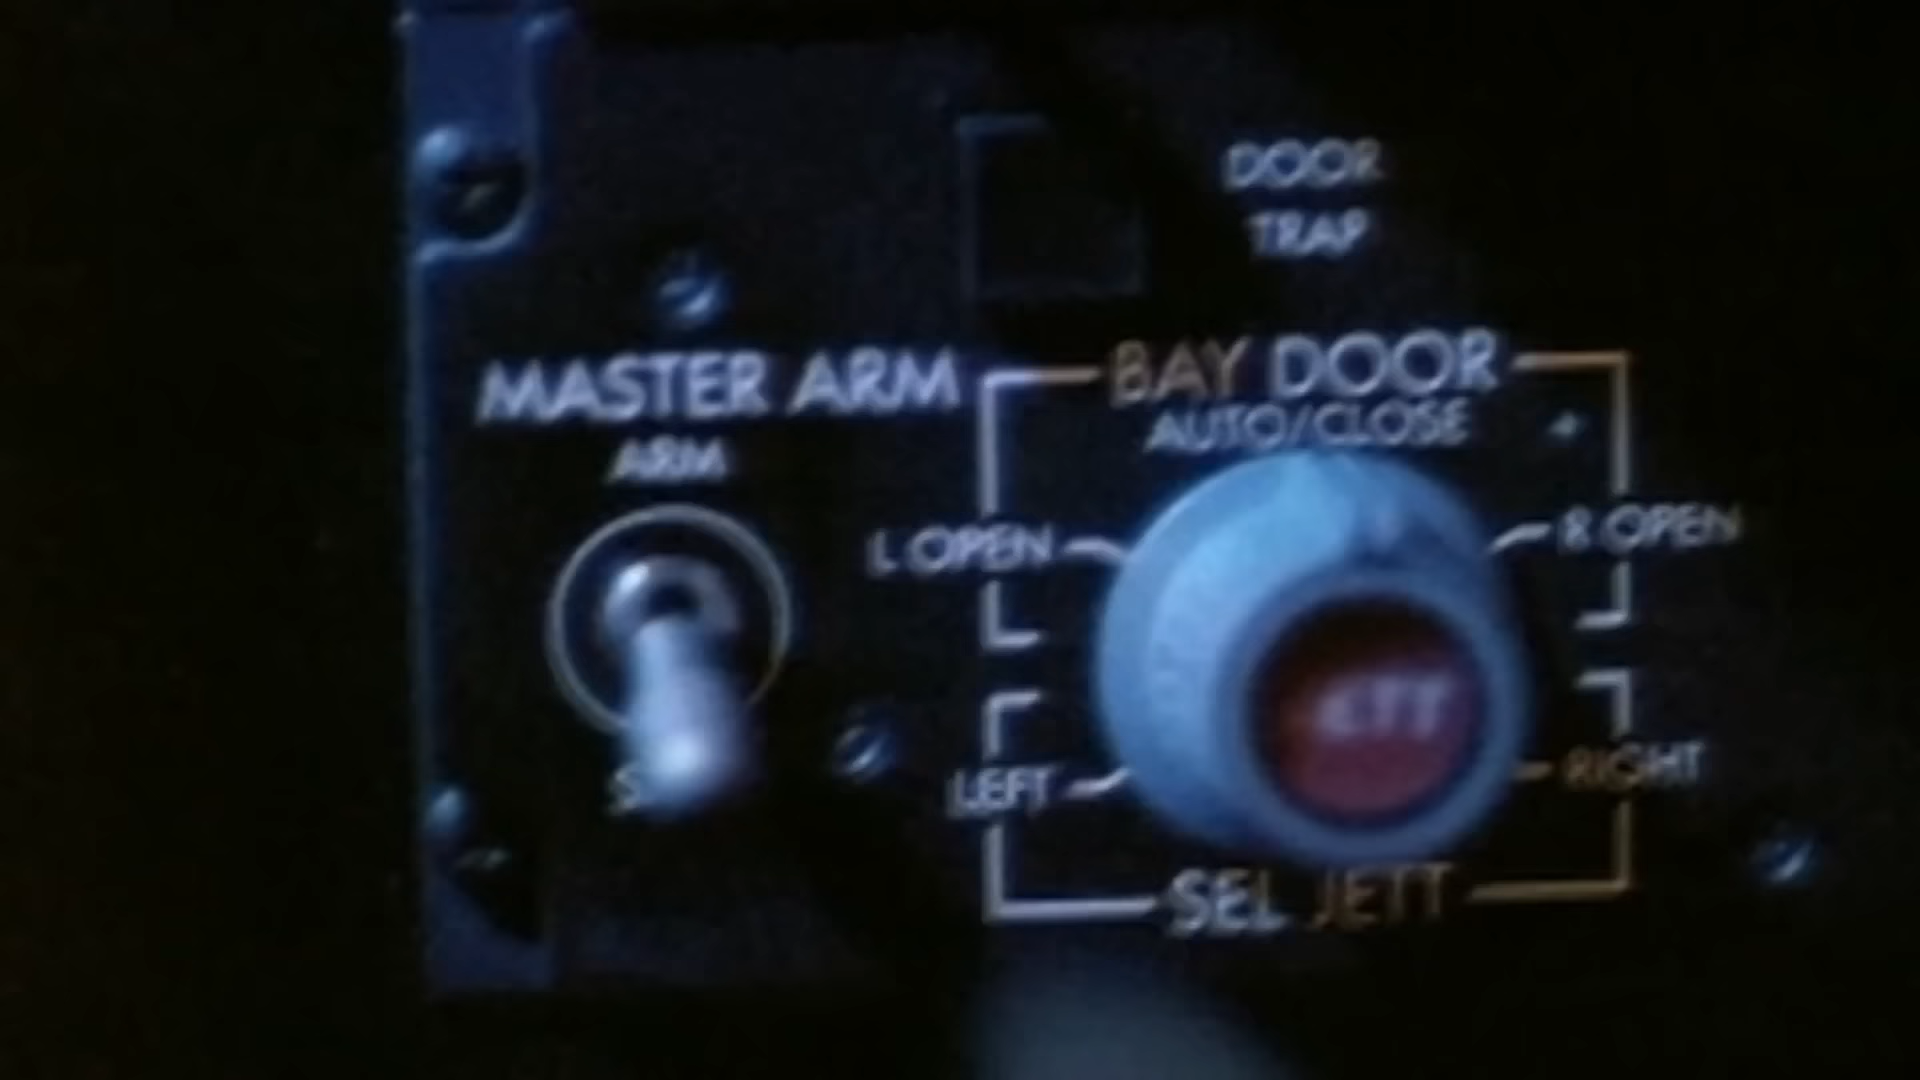 DOOR
TRAP
MASTER ARM
BAY DOOR
AUTO/CLOSE
ARM
L OPEN
R OPEN
LEFT
RIGHT
SEL JETT